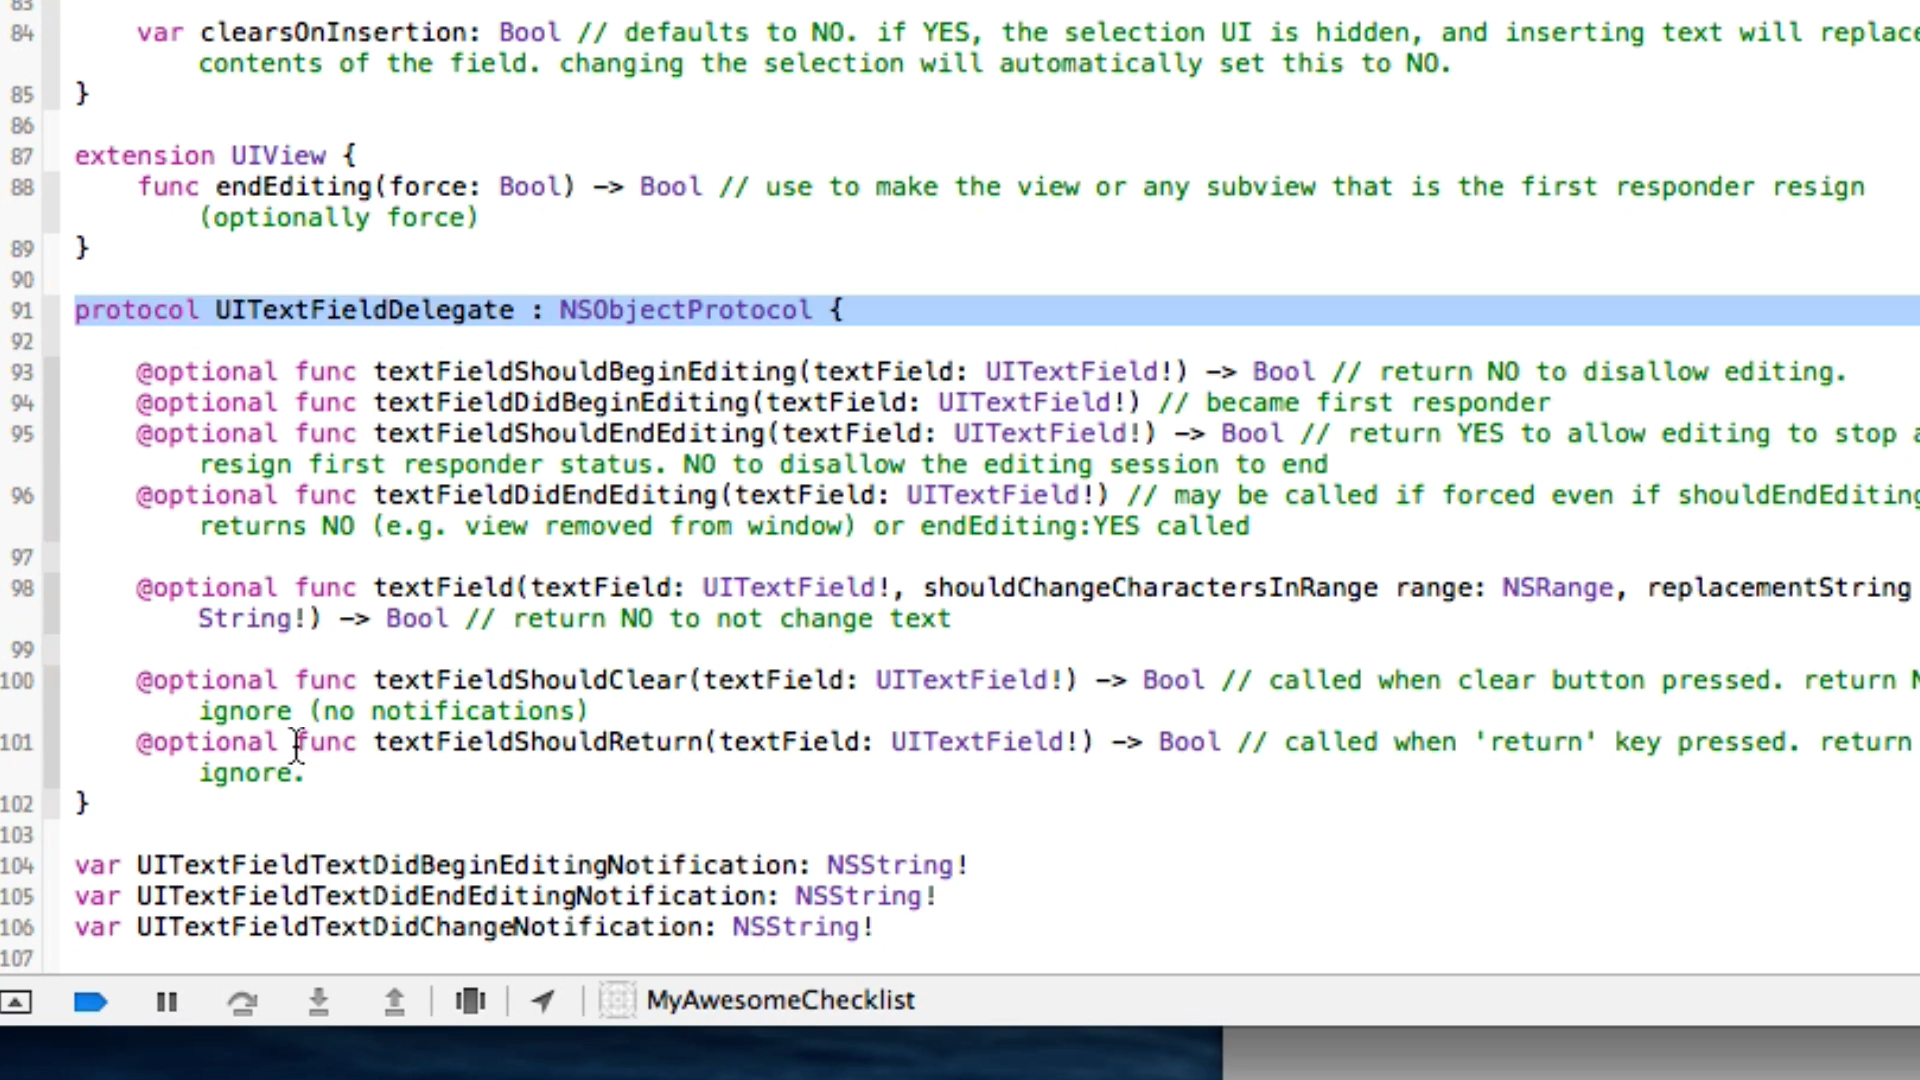 83
84 var clearsOnInsertion: Bool // defaults to NO. if YES, the selection UI is hidden, and inserting text will replace
contents of the field. changing the selection will automatically set this to NO.
85 }
86
87 extension UIView {
88 func endEditing(force: Bool) -> Bool // use to make the view or any subview that is the first responder resign
(optionally force)
89 }
90
91 protocol UITextFieldDelegate : NSObjectProtocol {
92
93 @optional func textFieldShouldBeginEditing(textField: UITextField!) -> Bool // return NO to disallow editing.
94 @optional func textFieldDidBeginEditing(textField: UITextField!) // became first responder
95 @optional func textFieldShouldEndEditing(textField: UITextField!) -> Bool // return YES to allow editing to stop
resign first responder status. NO to disallow the editing session to end
96 @optional func textFieldDidEndEditing(textField: UITextField!) // may be called if forced even if shouldEndEditing
returns NO (e.g. view removed from window) or endEditing:YES called
97
98 @optional func textField(textField: UITextField!, shouldChangeCharactersInRange range: NSRange, replacementString
String!) -> Bool // return NO to not change text
99
100 @optional func textFieldShouldClear(textField: UITextField!) -> Bool // called when clear button pressed. return
ignore (no notifications)
101 @optional func textFieldShouldReturn(textField: UITextField!) -> Bool // called when 'return' key pressed. return
ignore.
102 }
103
104 var UITextFieldTextDidBeginEditingNotification: NSString!
105 var UITextFieldTextDidEndEditingNotification: NSString!
106 var UITextFieldTextDidChangeNotification: NSString!
107
MyAwesomeChecklist